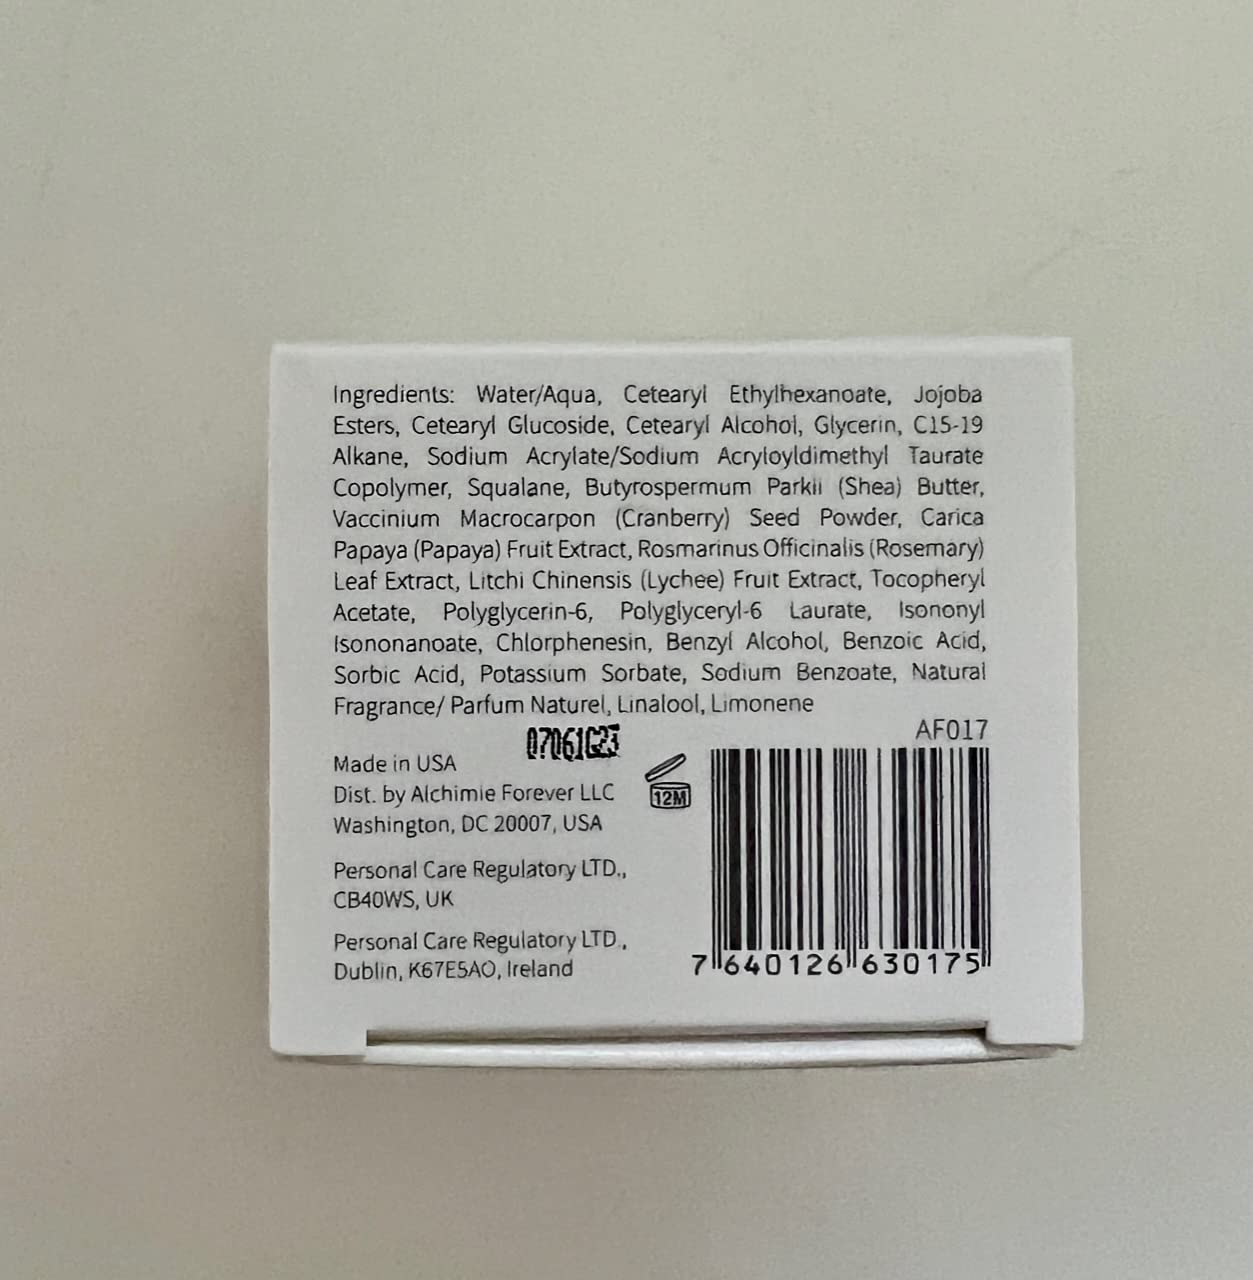 Ingredients: Water/Aqua, Cetearyl Ethylhexanoate, Jojoba
Esters, Cetearyl Glucoside, Cetearyl Alcohol, Glycerin, C15-19
Alkane, Sodium Acrylate/Sodium Acryloyldimethyl Taurate
Copolymer, Squalane, Butyrospermum Parkii (Shea) Butter,
Vaccinium Macrocarpon (Cranberry) Seed Powder, Carica
Papaya (Papaya) Fruit Extract, Rosmarinus Officinalis (Rosemary)
Leaf Extract, Litchi Chinensis (Lychee) Fruit Extract, Tocopheryl
Acetate, Polyglycerin-6, Polyglyceryl-6 Laurate, Isononyl
Isononanoate, Chlorphenesin, Benzyl Alcohol, Benzoic Acid,
Sorbic Acid, Potassium Sorbate, Sodium Benzoate, Natural
Fragrance/ Parfum Naturel, Linalool, Limonene
AF017
Made in USA
Dist. by Alchimie Forever LLC
Washington, DC 20007, USA
12M
Personal Care Regulatory LTD.,
CB40WS, UK
Personal Care Regulatory LTD.,
Dublin, K67E5AO, Ireland
7 640126 630175